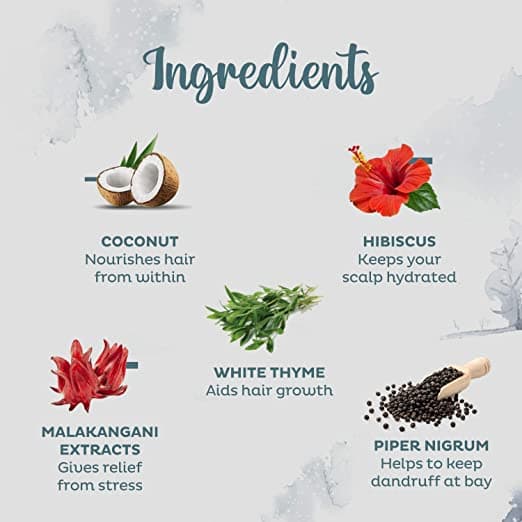 Ingredients
COCONUT
Nourishes hair
from within
HIBISCUS
Keeps your
scalp hydrated
WHITE THYME
Aids hair growth
MALAKANGANI
EXTRACTS
Gives relief
from stress
PIPER NIGRUM
Helps to keep
dandruff at bay